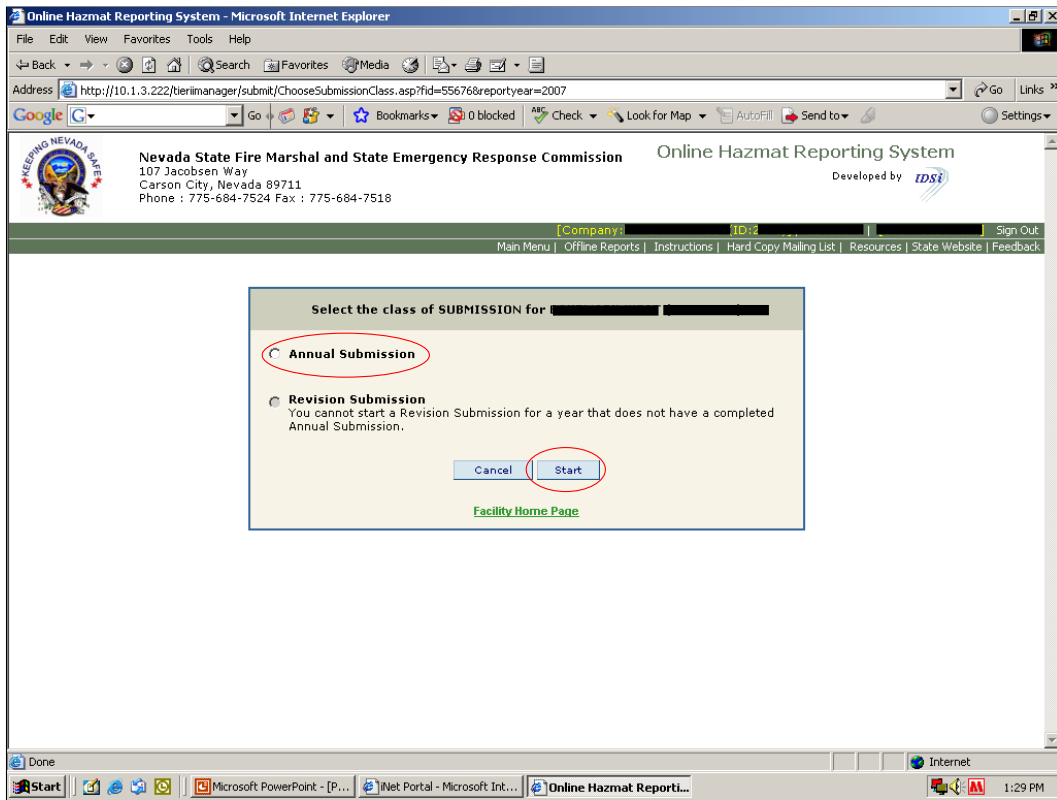 Online Hazmat Reporting System - Microsoft Internet Explorer
File Edit View Favorites Tools Help
Back Search Favorites Media
Address http://10.1.3.222/tieriimanager/submit/ChooseSubmissionClass.asp?fid=55676&reportyear=2007 Go Links »
Google G Go Bookmarks 0 blocked ABC Check Look for Map AutoFill Send to Settings
KEEPING NEVADA SAFE
Nevada State Fire Marshal and State Emergency Response Commission
107 Jacobsen Way
Carson City, Nevada 89711
Phone : 775-684-7524 Fax : 775-684-7518
Online Hazmat Reporting System
Developed by IDSi
[Company: (ID:2 | ] Sign Out
Main Menu | Offline Reports | Instructions | Hard Copy Mailing List | Resources | State Website | Feedback
Select the class of SUBMISSION for
Annual Submission
Revision Submission
You cannot start a Revision Submission for a year that does not have a completed
Annual Submission.
Cancel Start
Facility Home Page
Done Internet
Start Microsoft PowerPoint - [P... iNet Portal - Microsoft Int... Online Hazmat Reporti... 1:29 PM